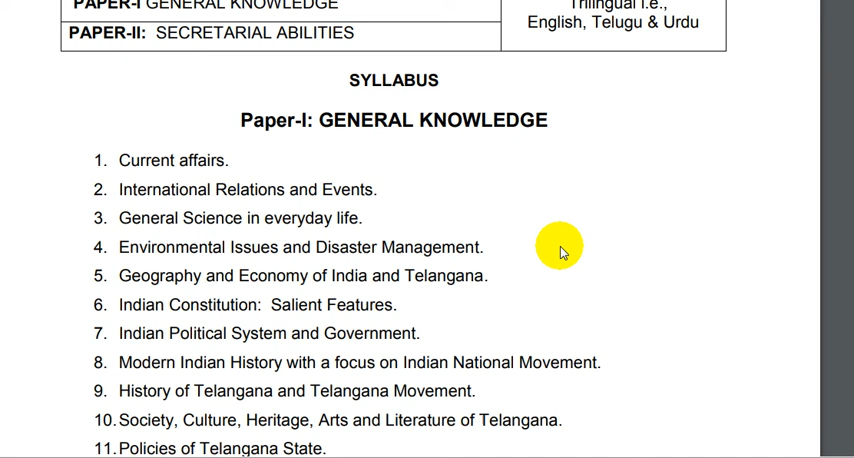 PAPER-I GENERAL KNOWLEDGE
Trilingual i.e.,
English, Telugu & Urdu
PAPER-II: SECRETARIAL ABILITIES
SYLLABUS
Paper-I: GENERAL KNOWLEDGE
1. Current affairs.
2. International Relations and Events.
3. General Science in everyday life.
4. Environmental Issues and Disaster Management.
5. Geography and Economy of India and Telangana.
6. Indian Constitution: Salient Features.
7. Indian Political System and Government.
8. Modern Indian History with a focus on Indian National Movement.
9. History of Telangana and Telangana Movement.
10. Society, Culture, Heritage, Arts and Literature of Telangana.
11. Policies of Telangana State.